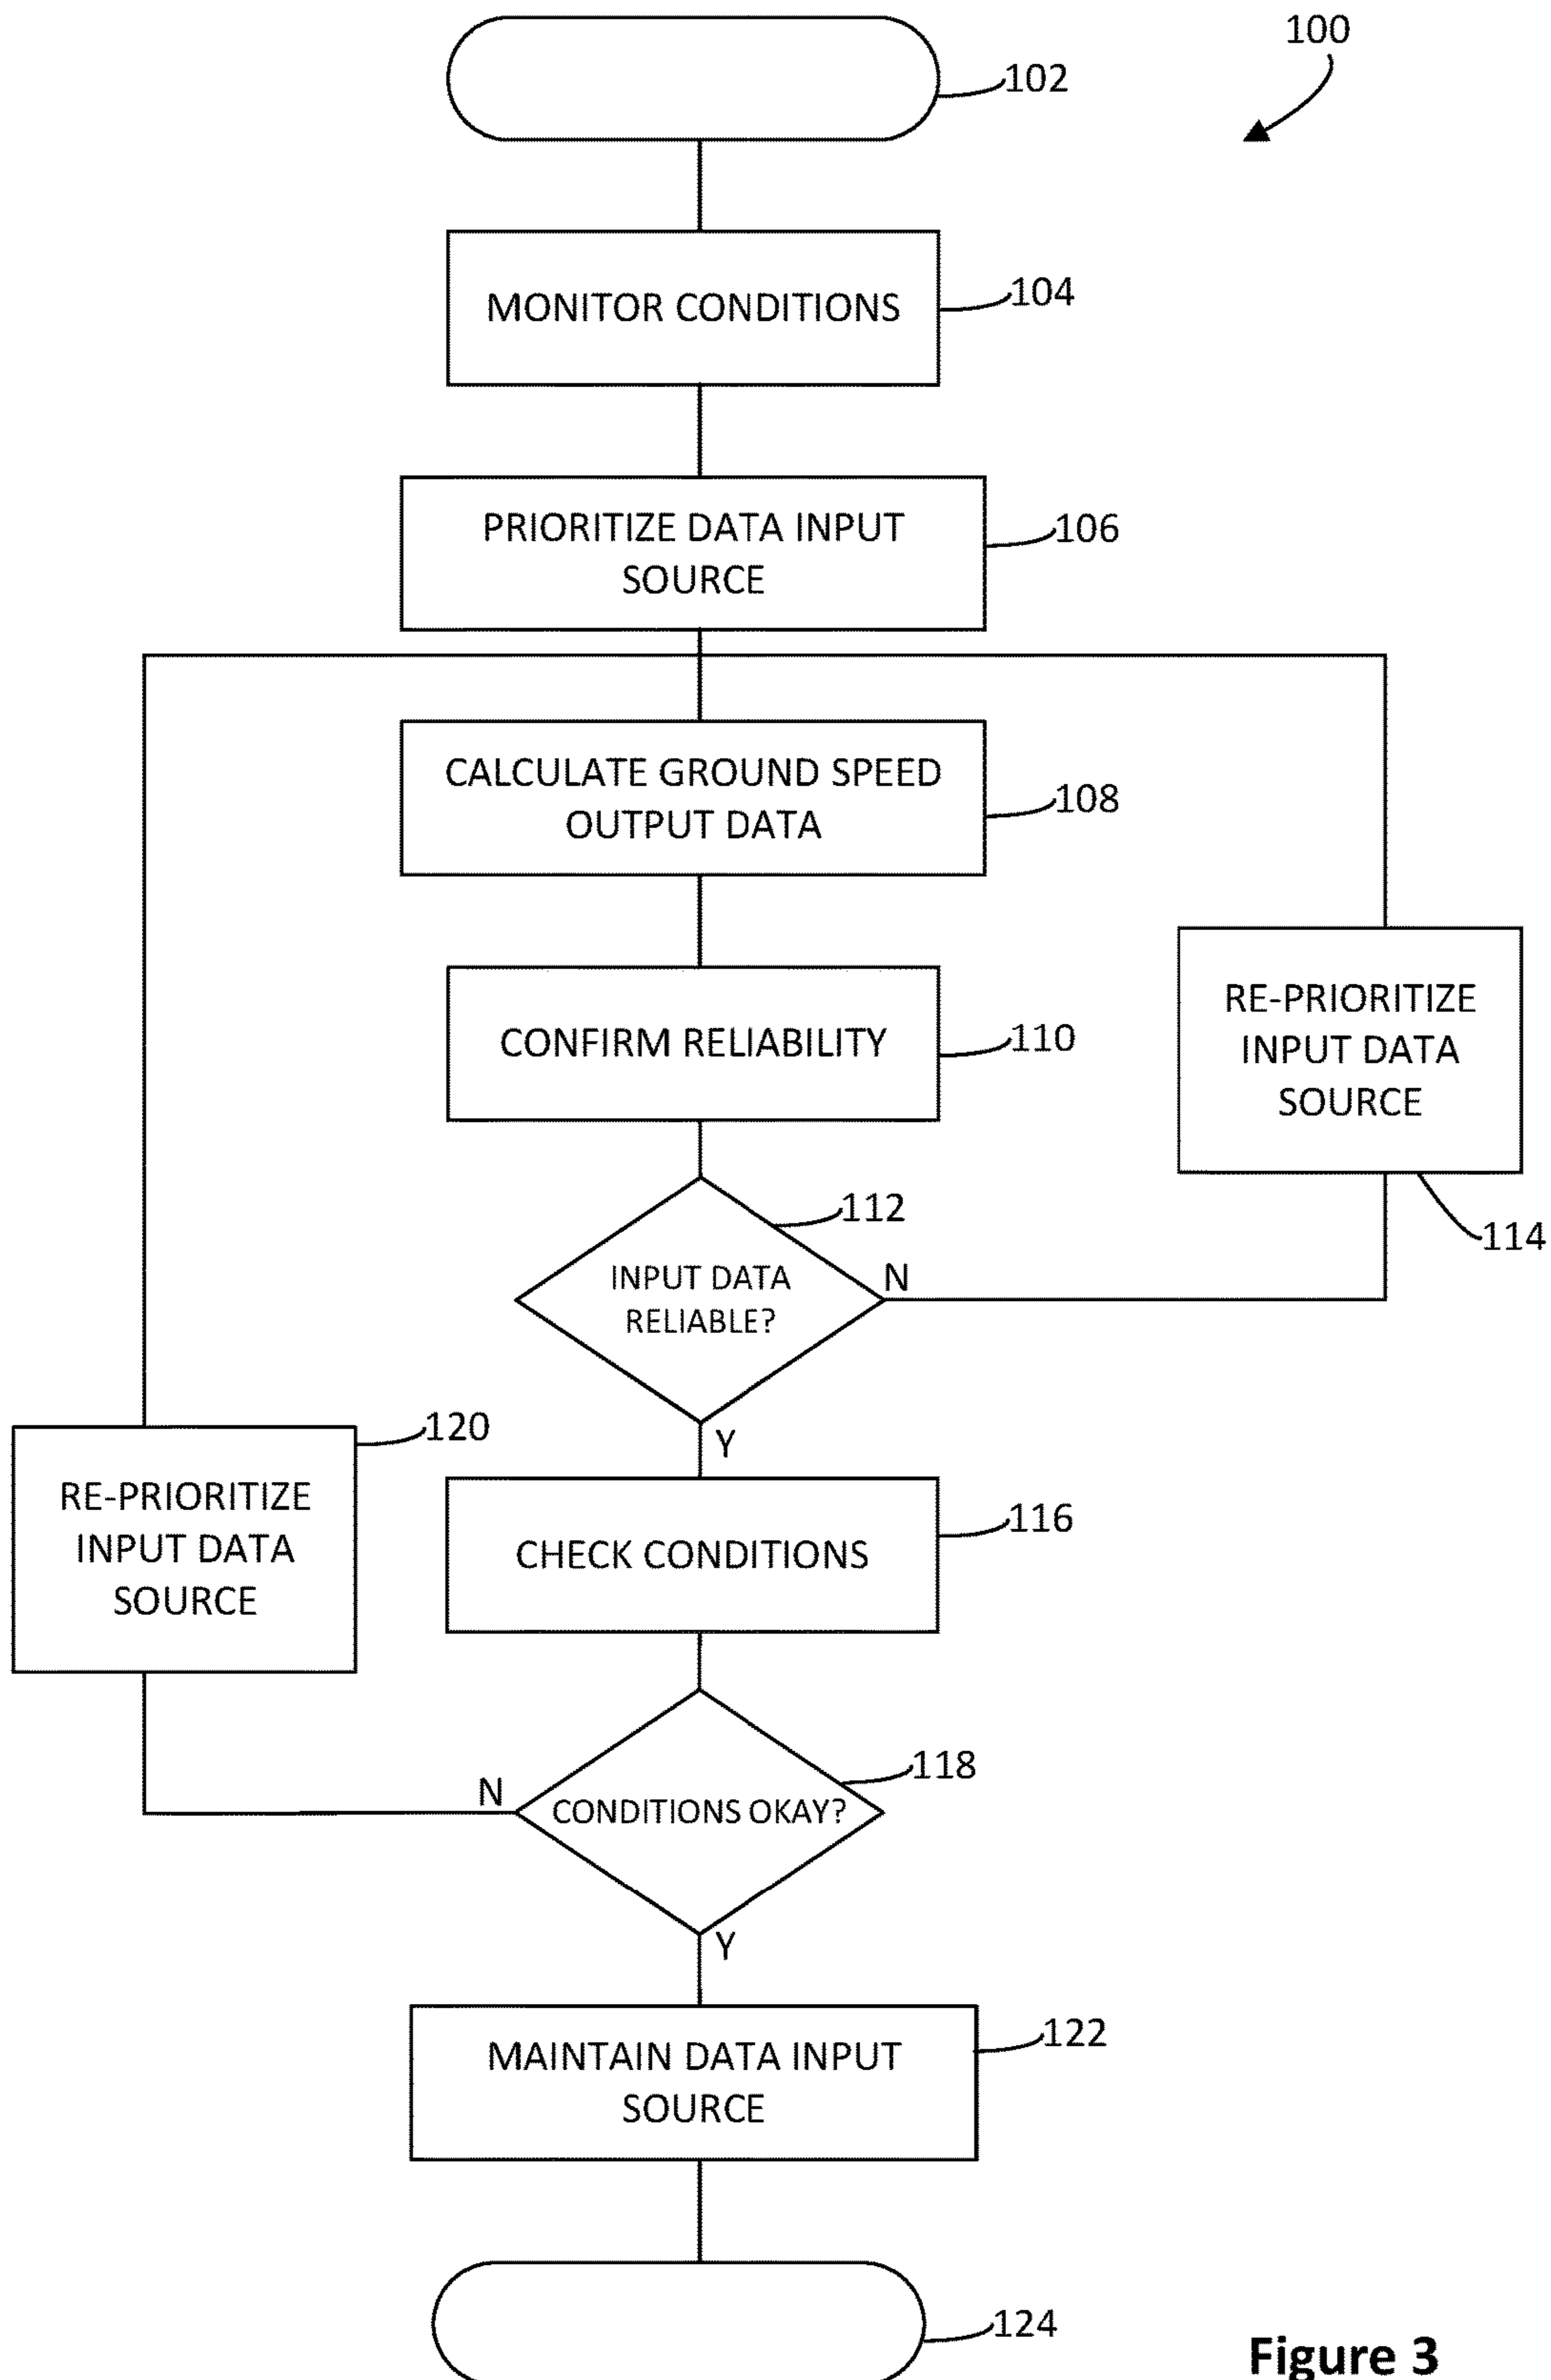 100
102
MONITOR CONDITIONS
104
PRIORITIZE DATA INPUT
SOURCE
106
CALCULATE GROUND SPEED
OUTPUT DATA
108
CONFIRM RELIABILITY
110
RE-PRIORITIZE
INPUT DATA
SOURCE
114
112
INPUT DATA
RELIABLE?
N
Y
120
RE-PRIORITIZE
INPUT DATA
SOURCE
CHECK CONDITIONS
116
118
N
CONDITIONS OKAY?
Y
MAINTAIN DATA INPUT
SOURCE
122
124
Figure 3